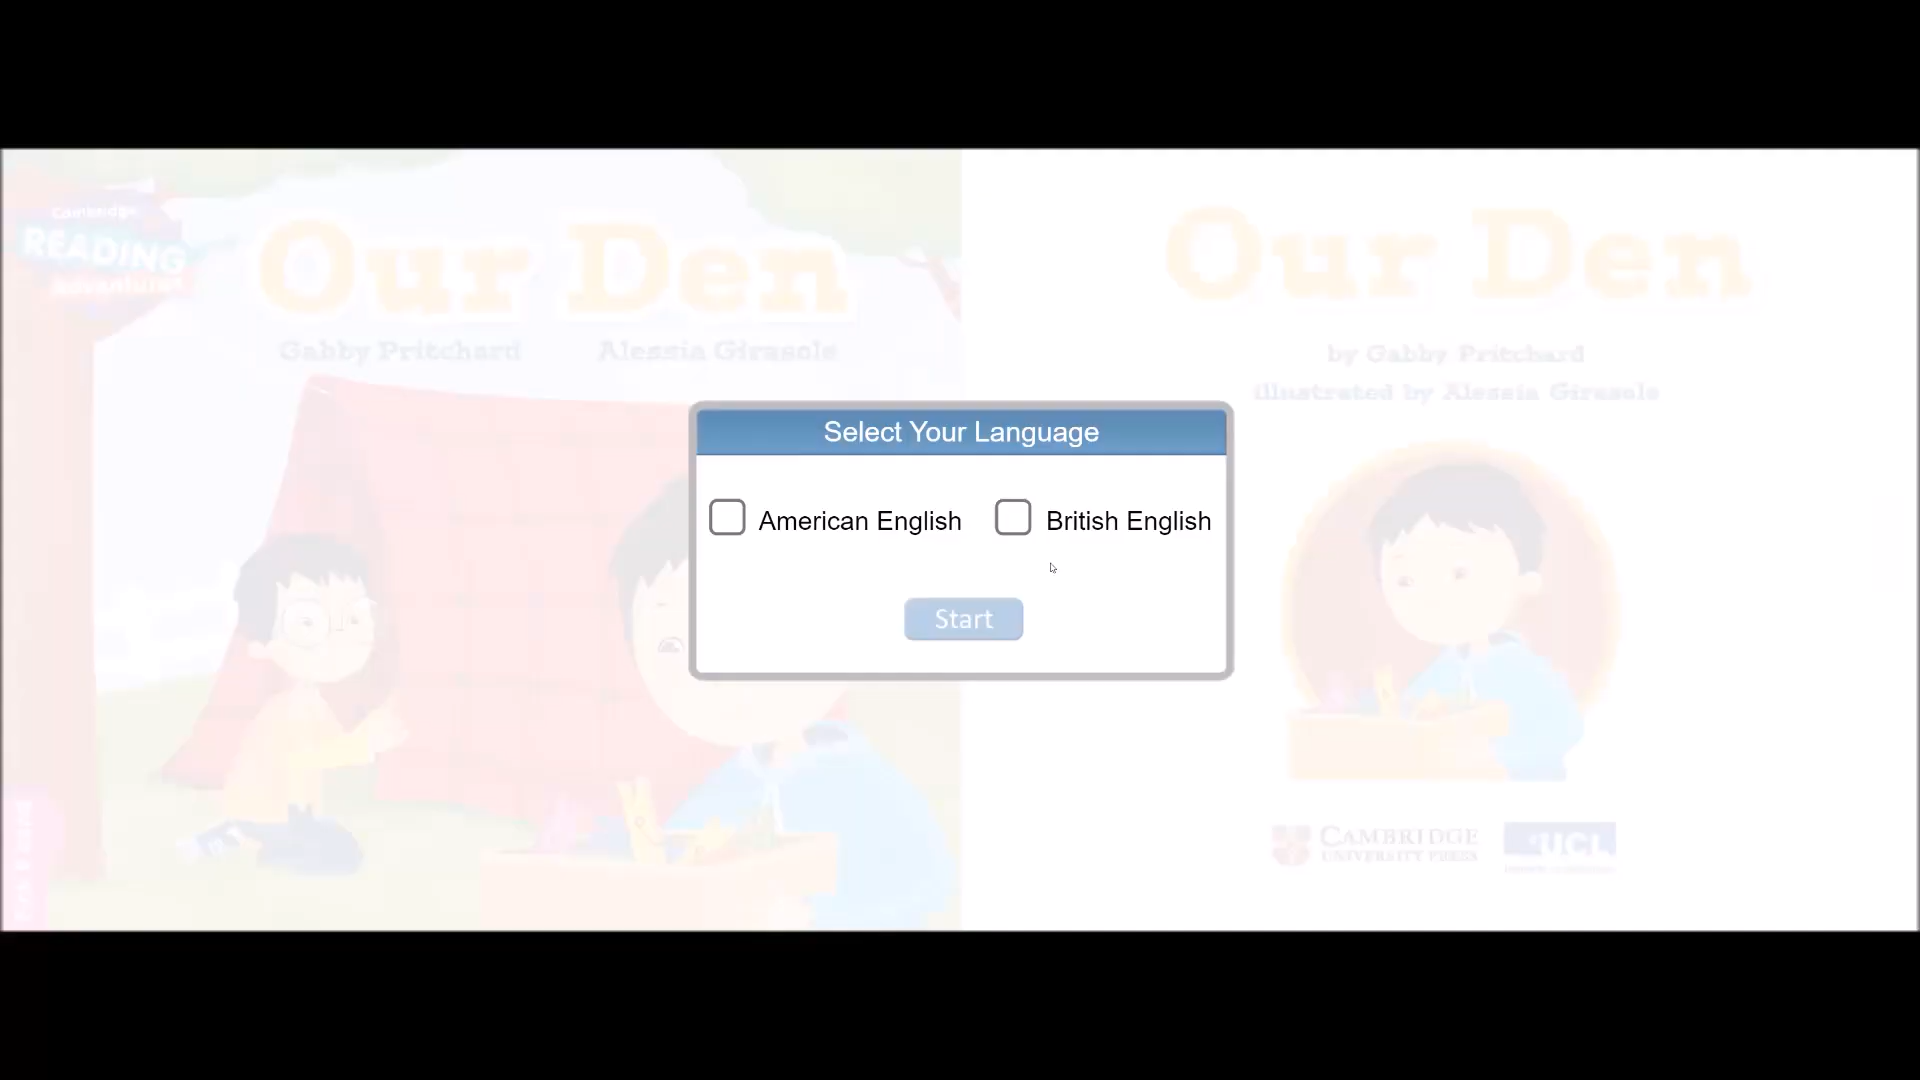 Cambridge
READING
Adventures
Our Den
Gabby Pritchard Alessia Girasole
Our Den
by Gabby Pritchard
illustrated by Alessia Girasole
Select Your Language
American English
British English
Start
CAMBRIDGE
UNIVERSITY PRESS
UCL